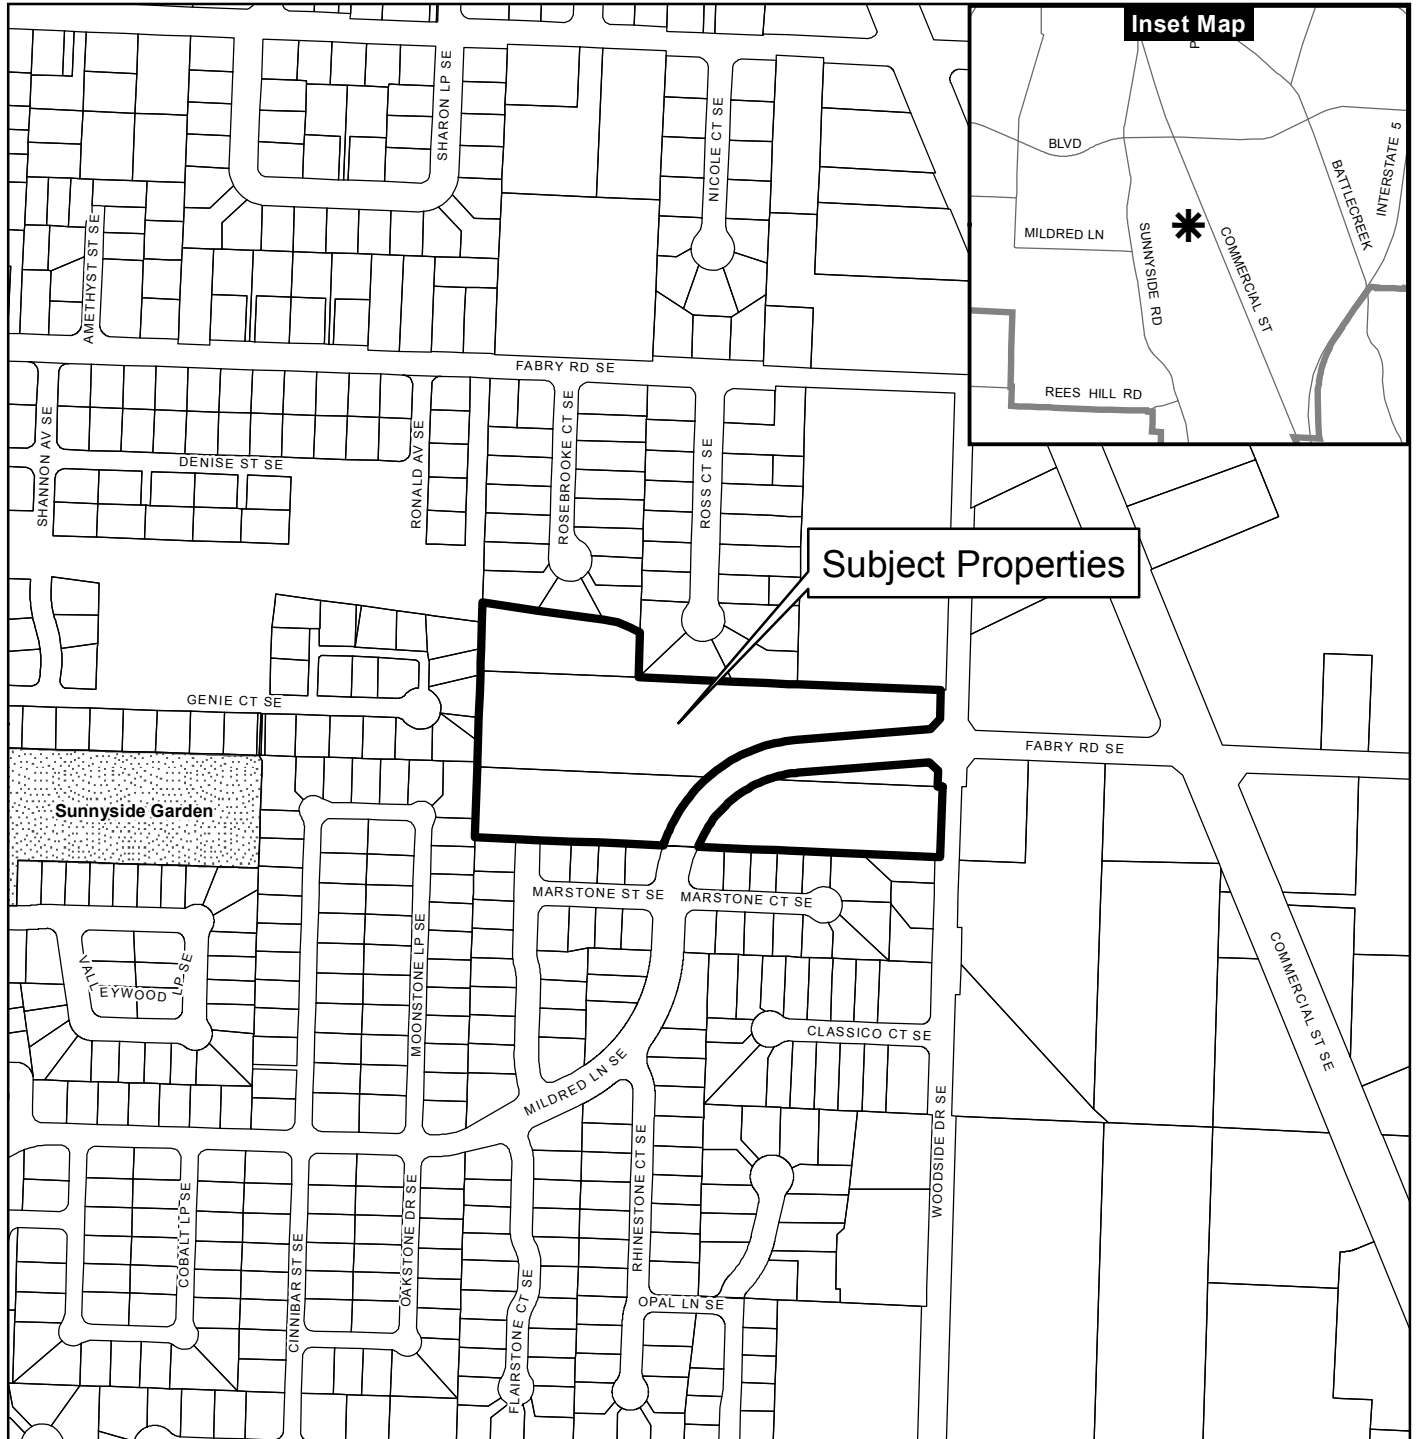 Inset Map
P
BLVD
MILDRED LN
SUNNYSIDE RD
COMMERCIAL ST
BATTLECREEK
INTERSTATE 5
REES HILL RD
SHARON LP SE
NICOLE CT SE
AMETHYST ST SE
FABRY RD SE
SHANNON AV SE
DENISE ST SE
RONALD AV SE
ROSEBROOKE CT SE
ROSS CT SE
Subject Properties
GENIE CT SE
FABRY RD SE
Sunnyside Garden
MARSTONE ST SE
MARSTONE CT SE
VALLEYWOOD LP SE
MOONSTONE LP SE
CLASSICO CT SE
COMMERCIAL ST SE
MILDRED LN SE
WOODSIDE DR SE
RHINESTONE CT SE
COBALT LP SE
CINNIBAR ST SE
OAKSTONE DR SE
FLAIRSTONE CT SE
OPAL LN SE